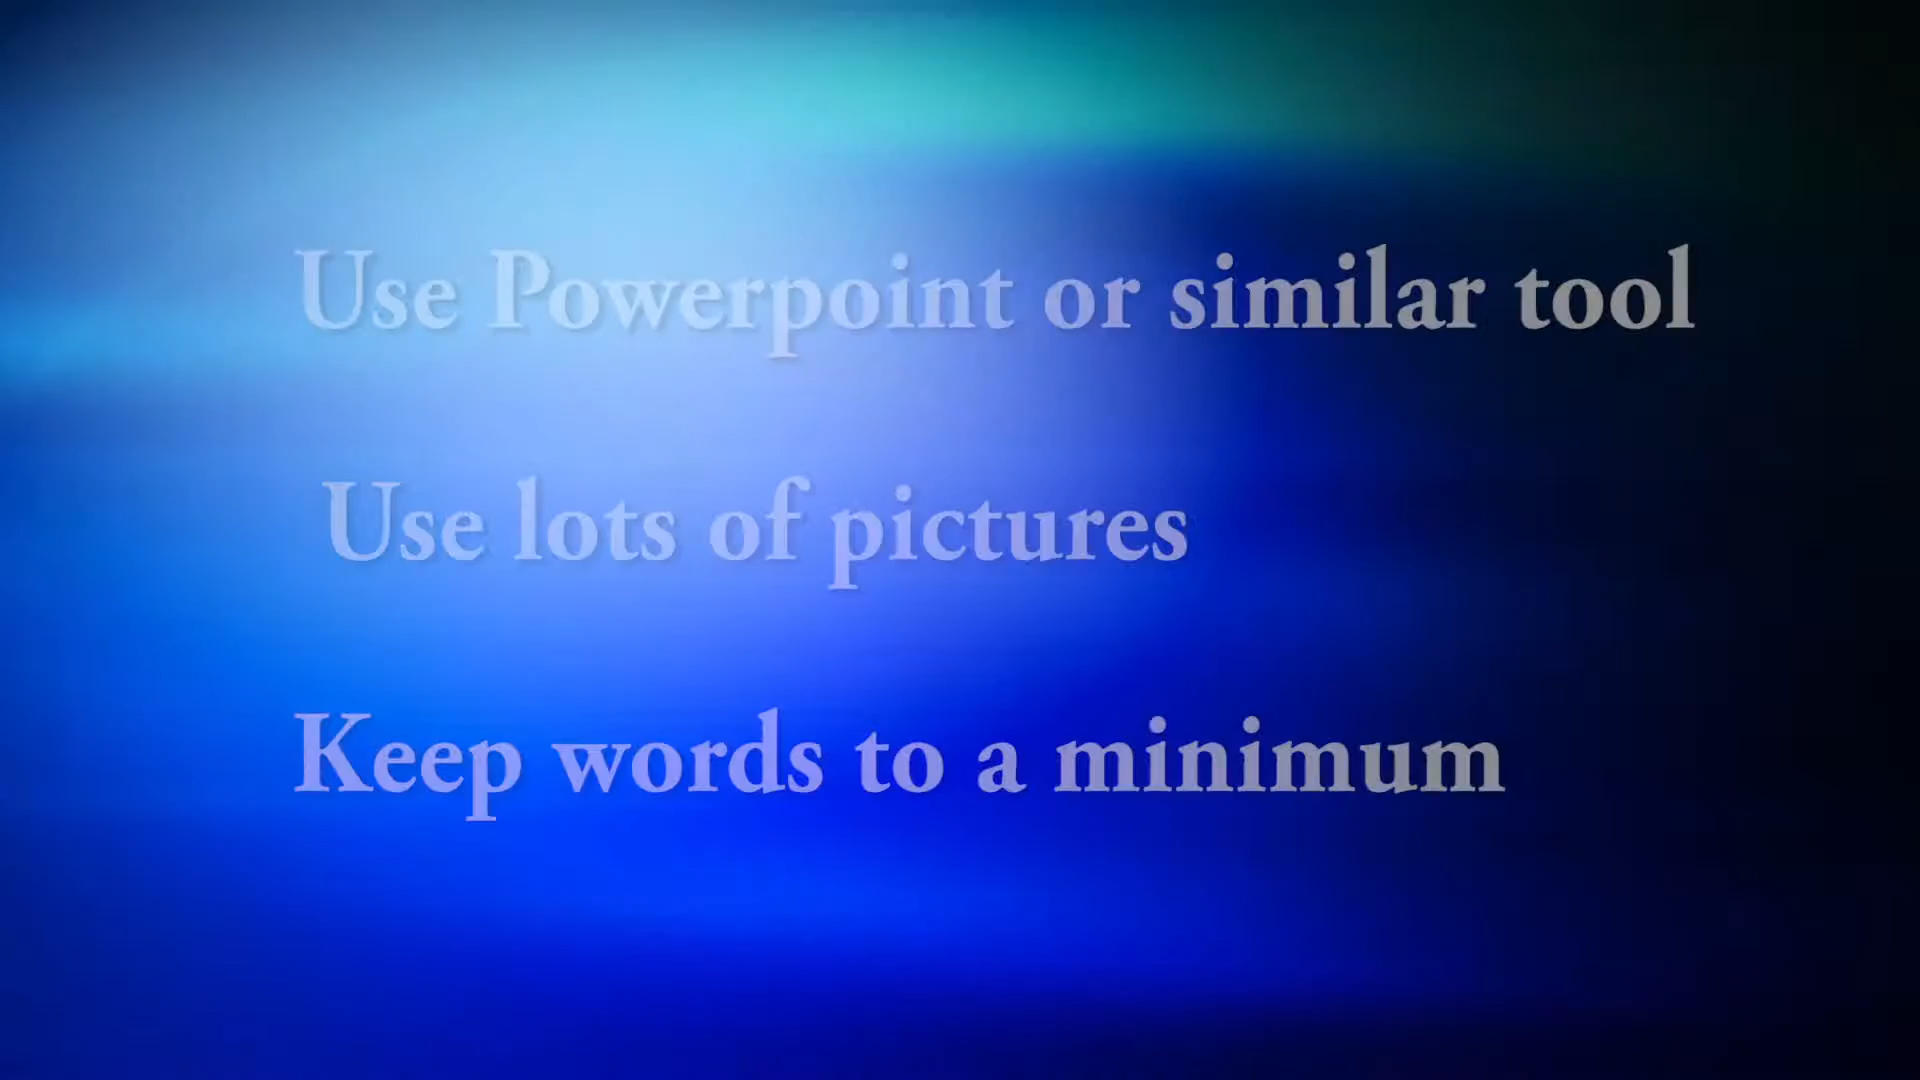 Use Powerpoint or similar tool
Use lots of pictures
Keep words to a minimum